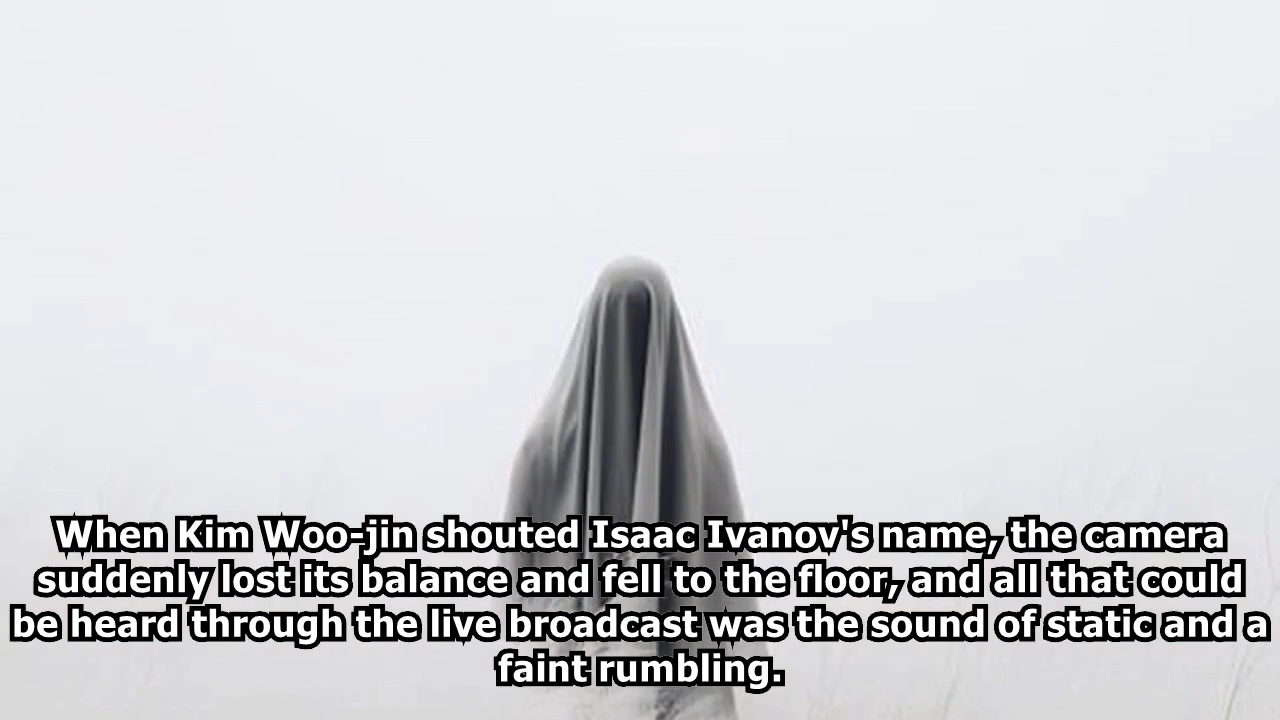 When Kim Woo-jin shouted Isaac Ivanov's name, the camera
suddenly lost its balance and fell to the floor, and all that could
be heard through the live broadcast was the sound of static and a
faint rumbling.